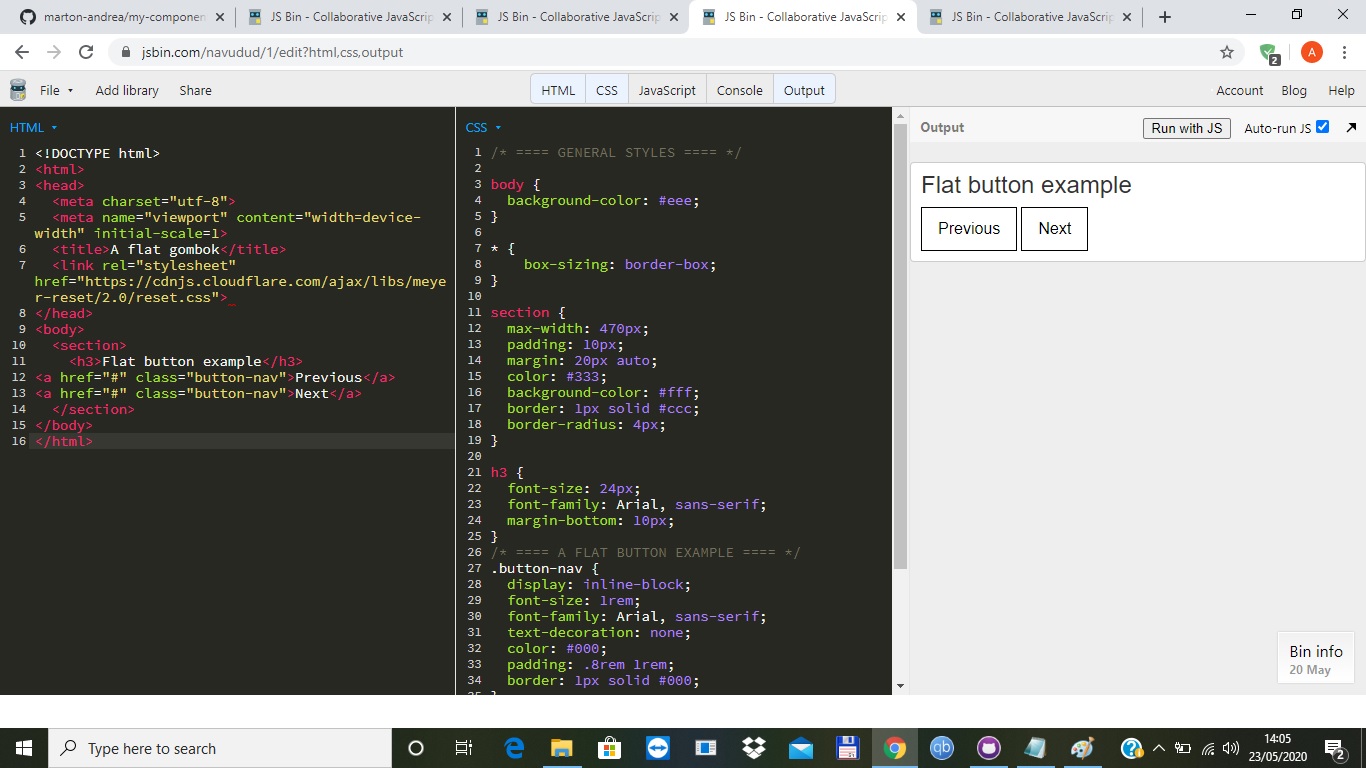 marton-andrea/my-componen
JS Bin - Collaborative JavaScrip
JS Bin - Collaborative JavaScrip
JS Bin - Collaborative JavaScrip
JS Bin - Collaborative JavaScrip
jsbin.com/navudud/1/edit?html,css,output
2
A
File
Add library
Share
HTML
CSS
JavaScript
Console
Output
Account
Blog
Help
HTML
1 <!DOCTYPE html>
2 <html>
3 <head>
4 <meta charset="utf-8">
5 <meta name="viewport" content="width=device-
width" initial-scale=1>
6 <title>A flat gombok</title>
7 <link rel="stylesheet"
href="https://cdnjs.cloudflare.com/ajax/libs/meye
r-reset/2.0/reset.css">
8 </head>
9 <body>
10 <section>
11 <h3>Flat button example</h3>
12 <a href="#" class="button-nav">Previous</a>
13 <a href="#" class="button-nav">Next</a>
14 </section>
15 </body>
16 </html>
CSS
1 /* ==== GENERAL STYLES ==== */
2
3 body {
4 background-color: #eee;
5 }
6
7 * {
8 box-sizing: border-box;
9 }
10
11 section {
12 max-width: 470px;
13 padding: 10px;
14 margin: 20px auto;
15 color: #333;
16 background-color: #fff;
17 border: 1px solid #ccc;
18 border-radius: 4px;
19 }
20
21 h3 {
22 font-size: 24px;
23 font-family: Arial, sans-serif;
24 margin-bottom: 10px;
25 }
26 /* ==== A FLAT BUTTON EXAMPLE ==== */
27 .button-nav {
28 display: inline-block;
29 font-size: 1rem;
30 font-family: Arial, sans-serif;
31 text-decoration: none;
32 color: #000;
33 padding: .8rem 1rem;
34 border: 1px solid #000;
35 }
Output
Run with JS
Auto-run JS
Flat button example
Previous
Next
Bin info
20 May
Type here to search
31
qb
14:05
23/05/2020
2